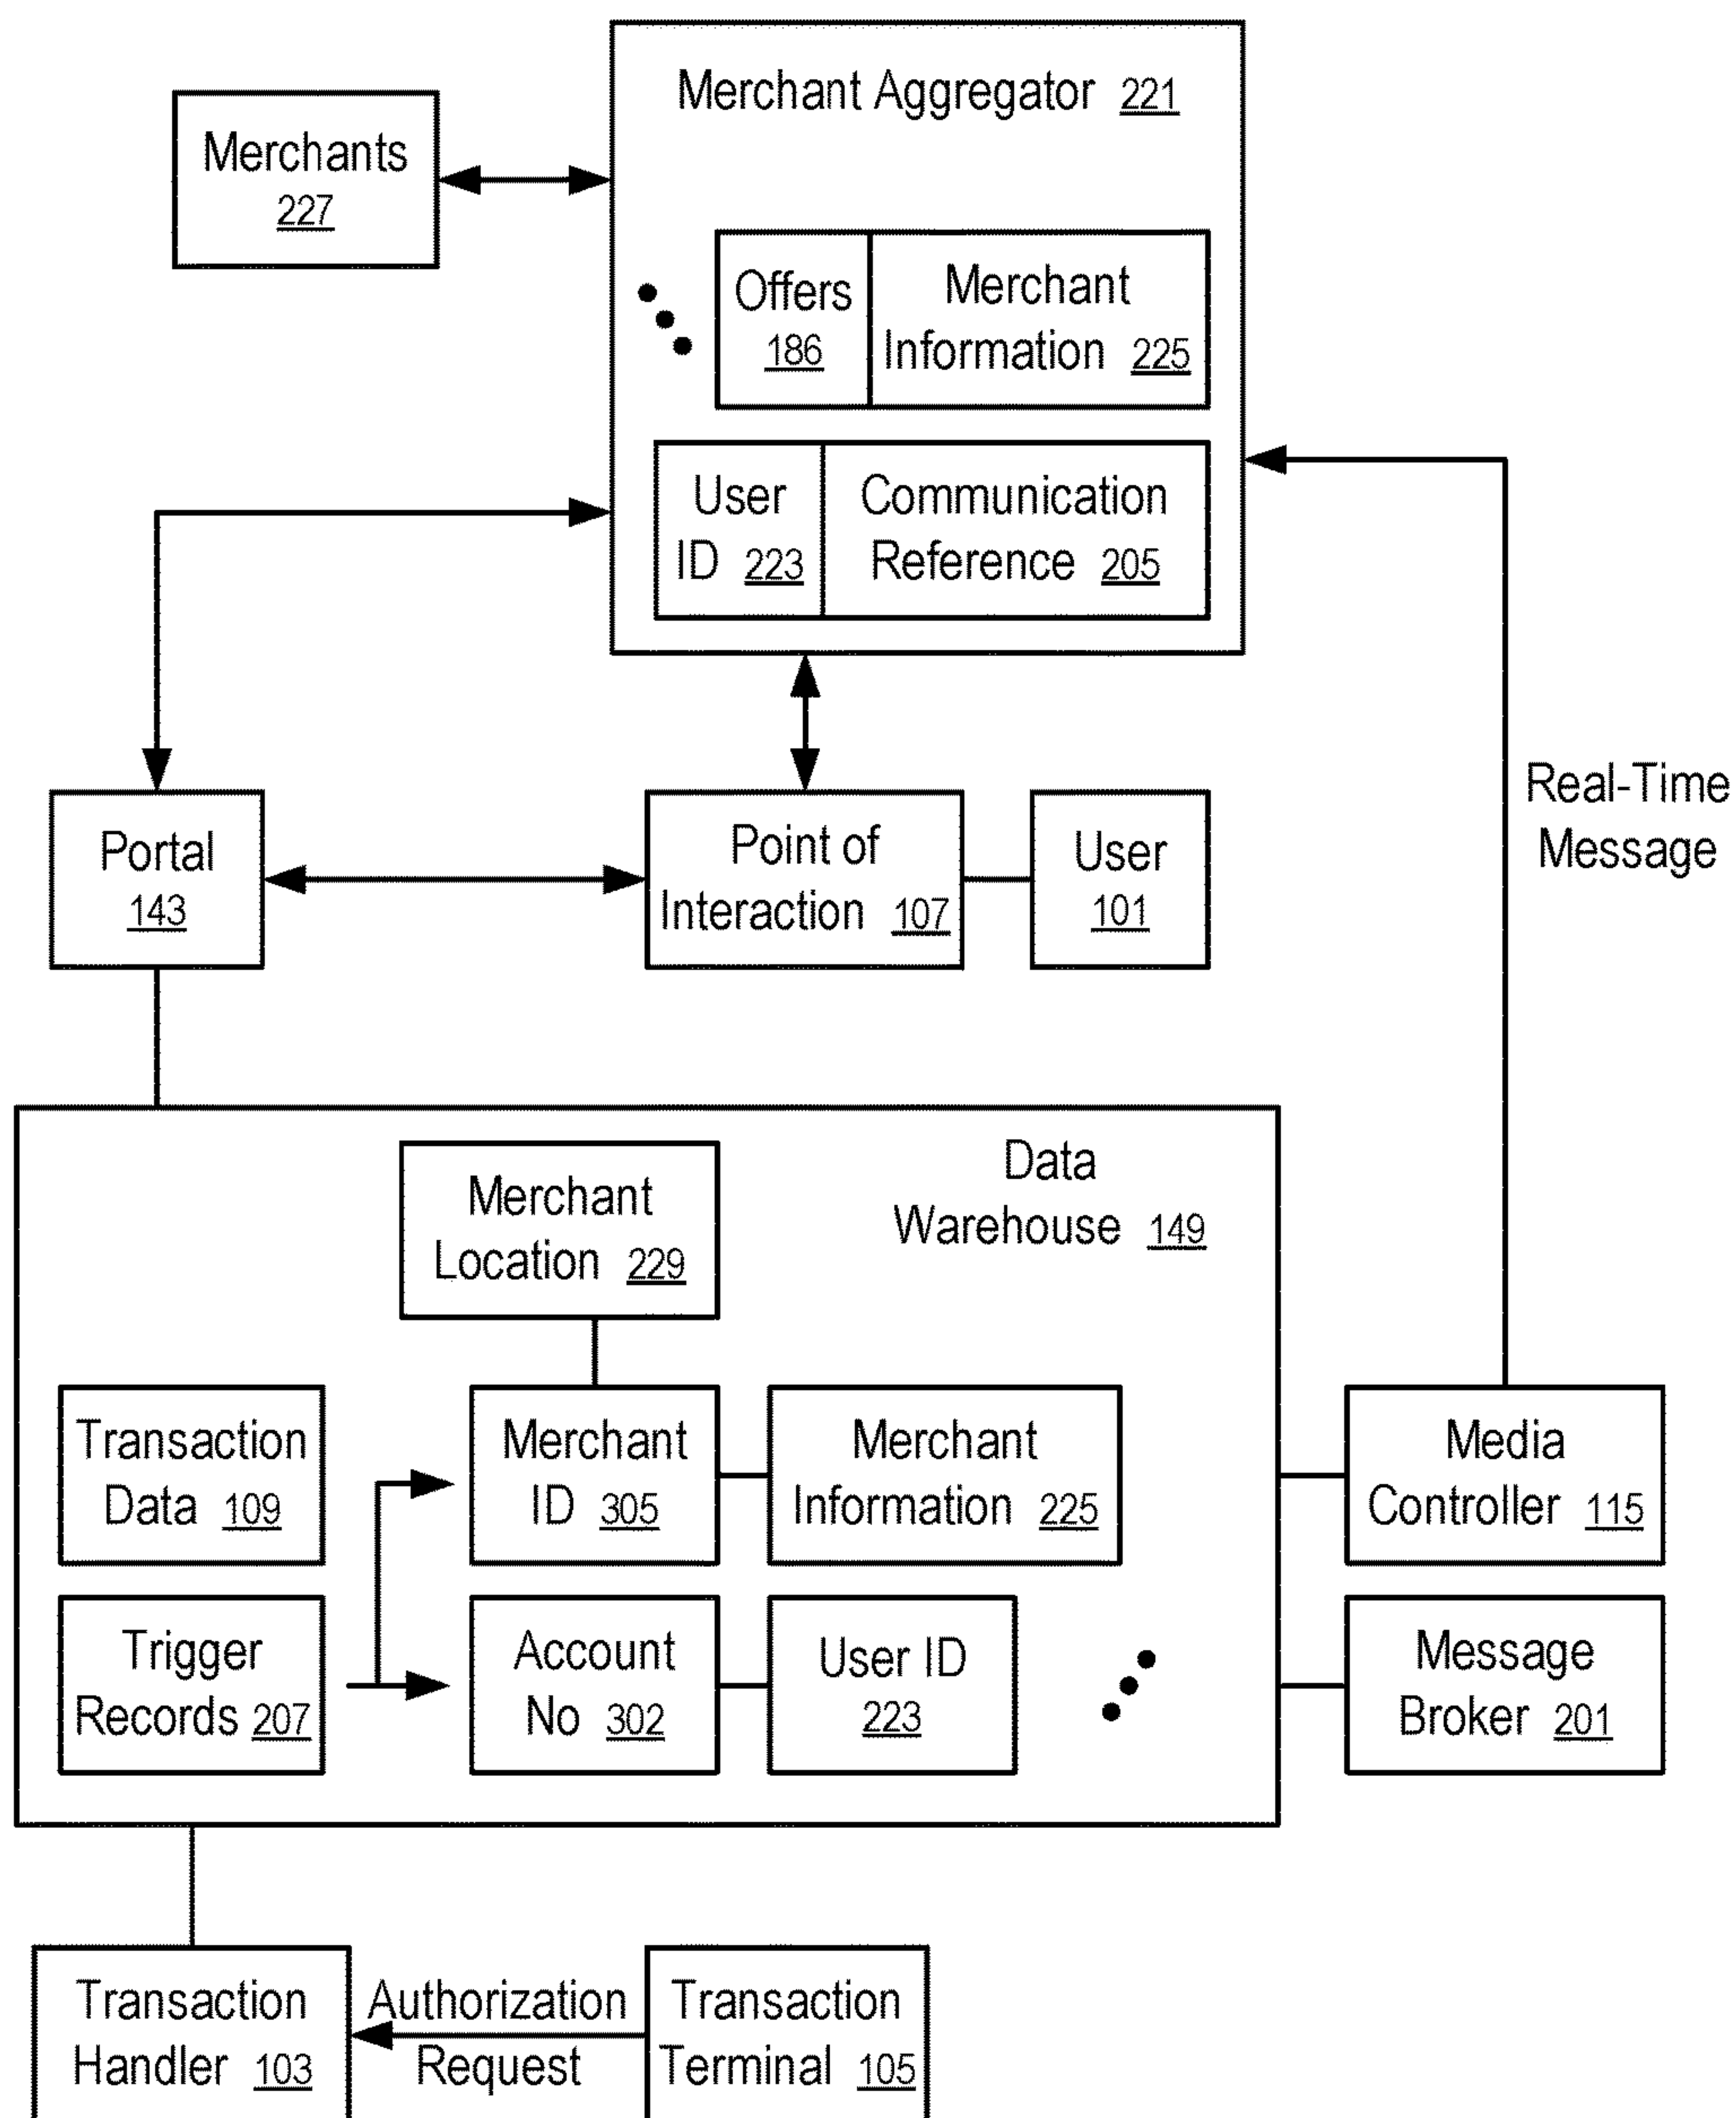 Merchant Aggregator 221
Merchants
227
Offers
186
Merchant
Information 225
User
ID 223
Communication
Reference 205
Real-Time
Message
Portal
143
Point of
Interaction 107
User
101
Data
Warehouse 149
Merchant
Location 229
Transaction
Data 109
Merchant
ID 305
Merchant
Information 225
Media
Controller 115
Trigger
Records 207
Account
No 302
User ID
223
Message
Broker 201
Transaction
Handler 103
Authorization
Request
Transaction
Terminal 105